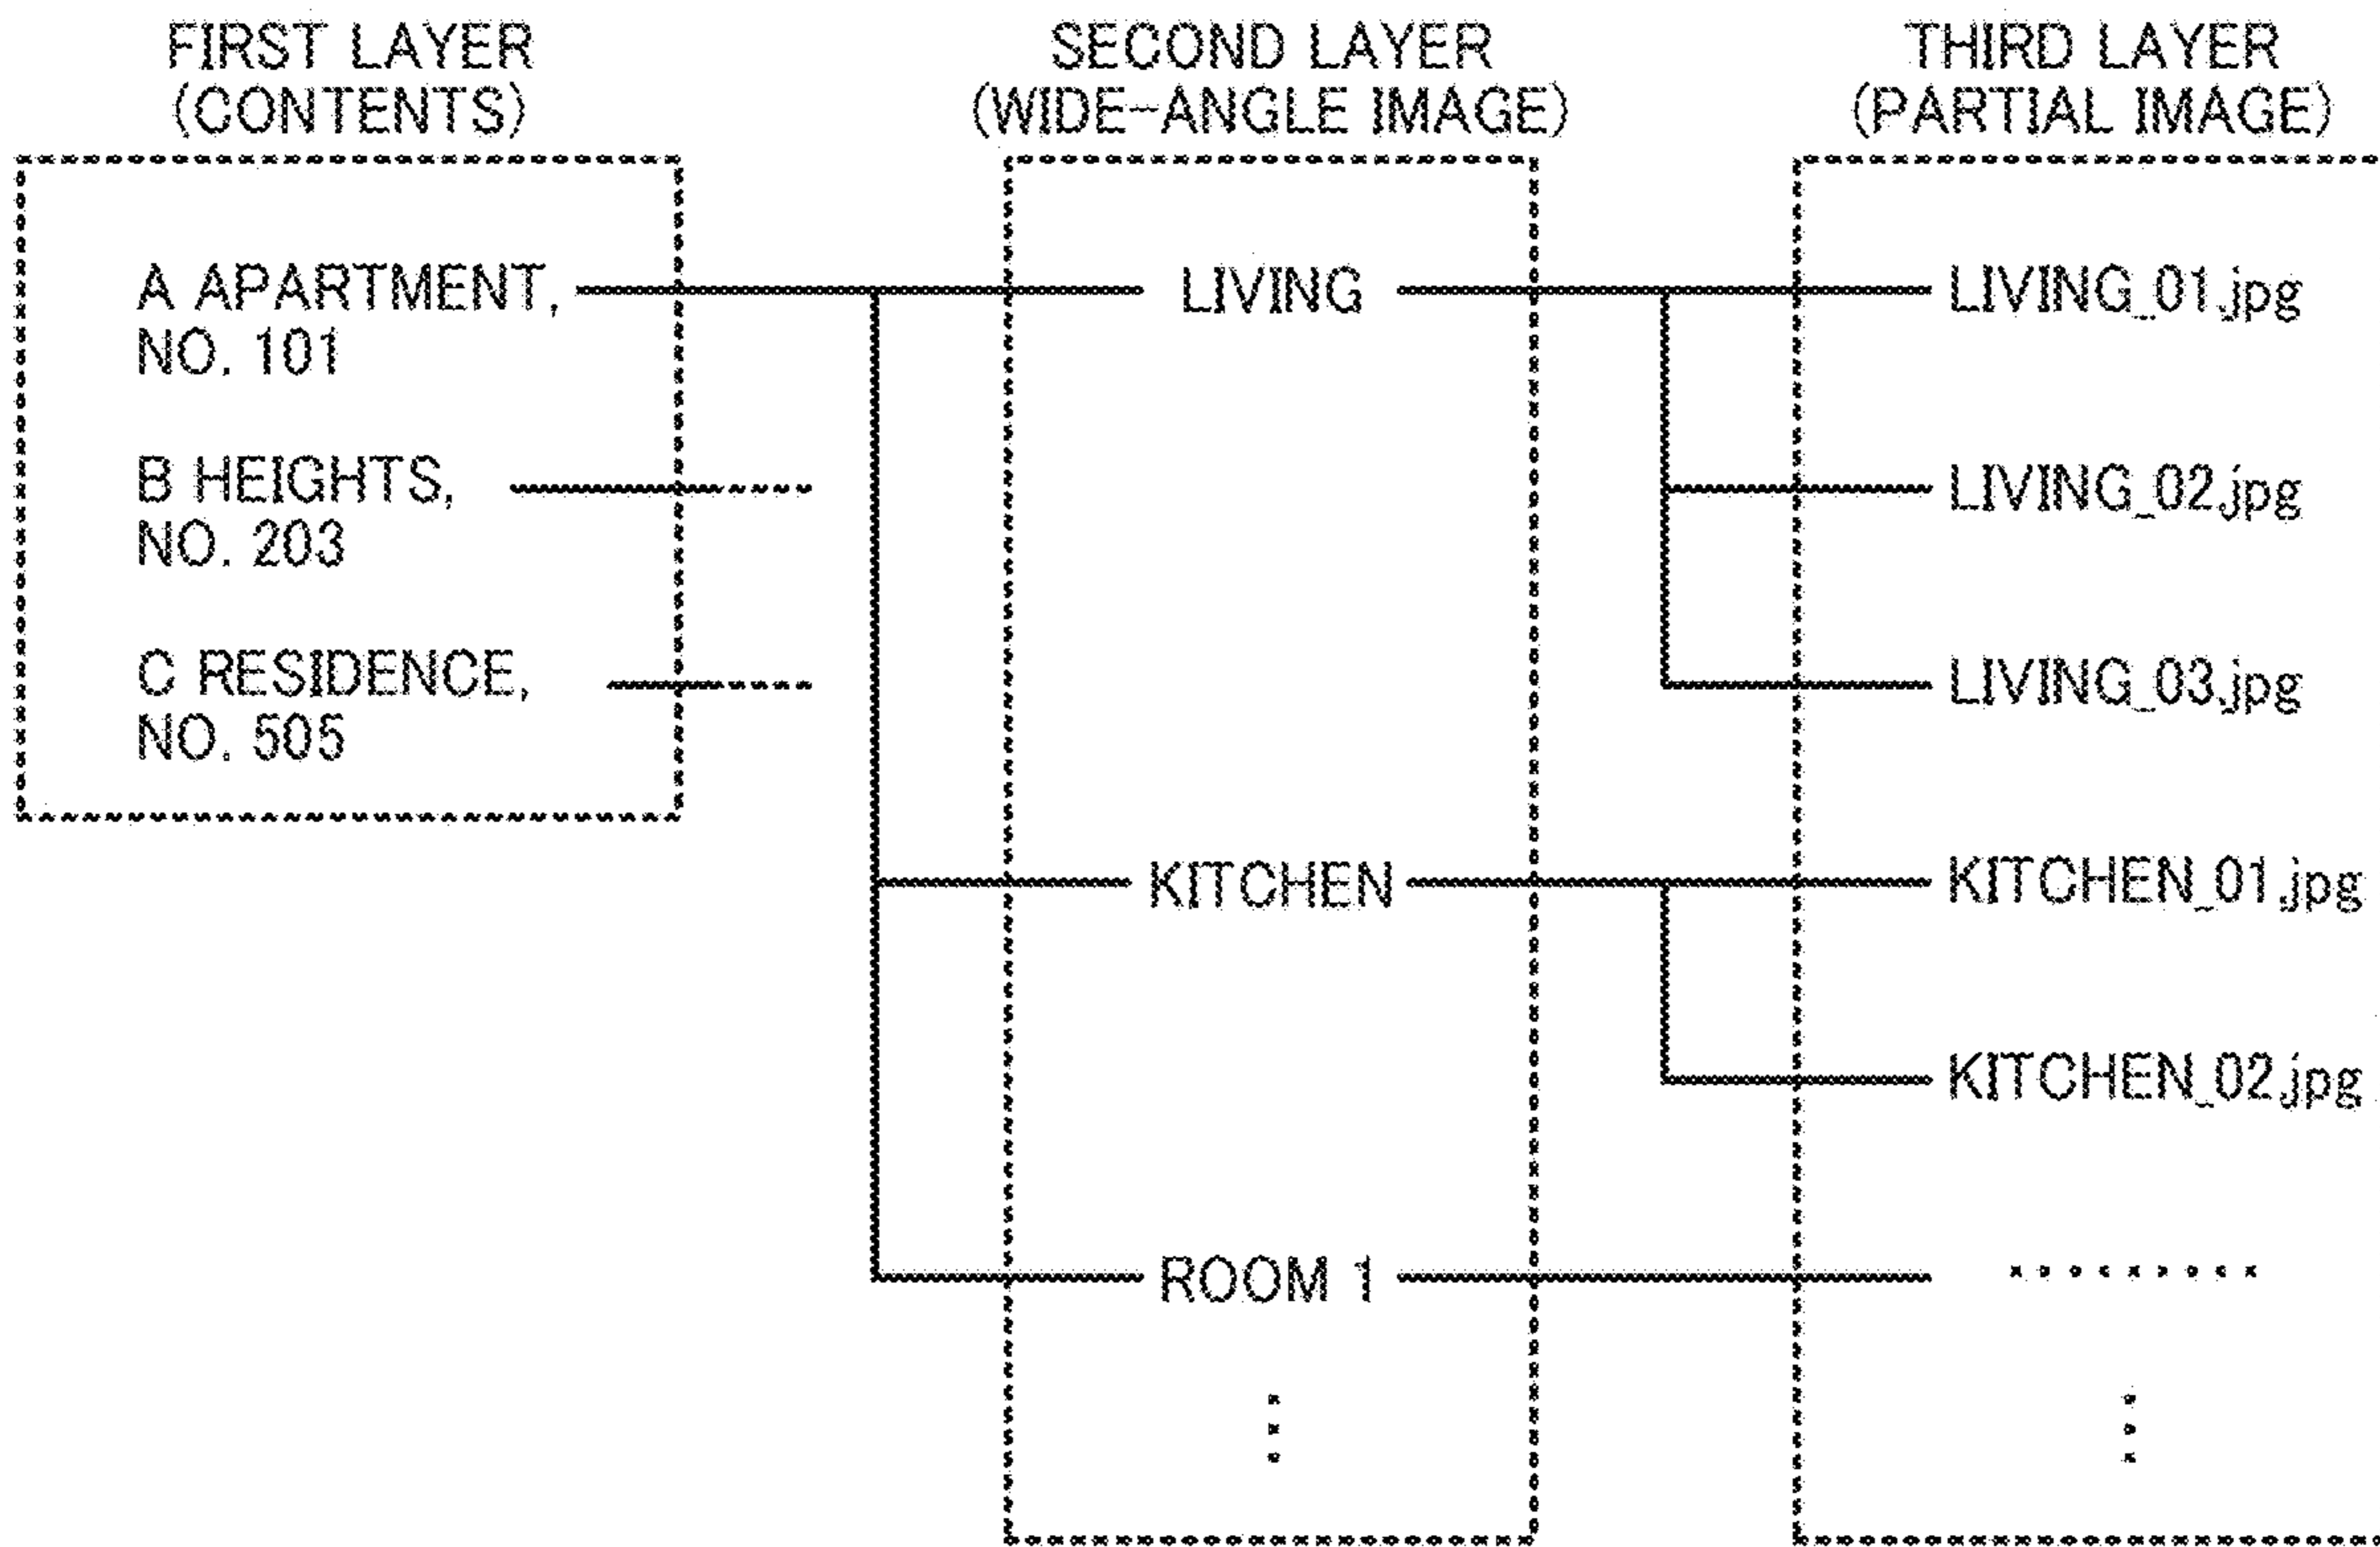 FIRST LAYER
(CONTENTS)
A APARTMENT,
NO. 101
B HEIGHTS,
NO. 203
C RESIDENCE,
NO. 505
SECOND LAYER
(WIDE-ANGLE IMAGE)
LIVING
KITCHEN
ROOM 1
THIRD LAYER
(PARTIAL IMAGE)
LIVING_01.jpg
LIVING_02.jpg
LIVING_03.jpg
KITCHEN_01.jpg
KITCHEN_02.jpg